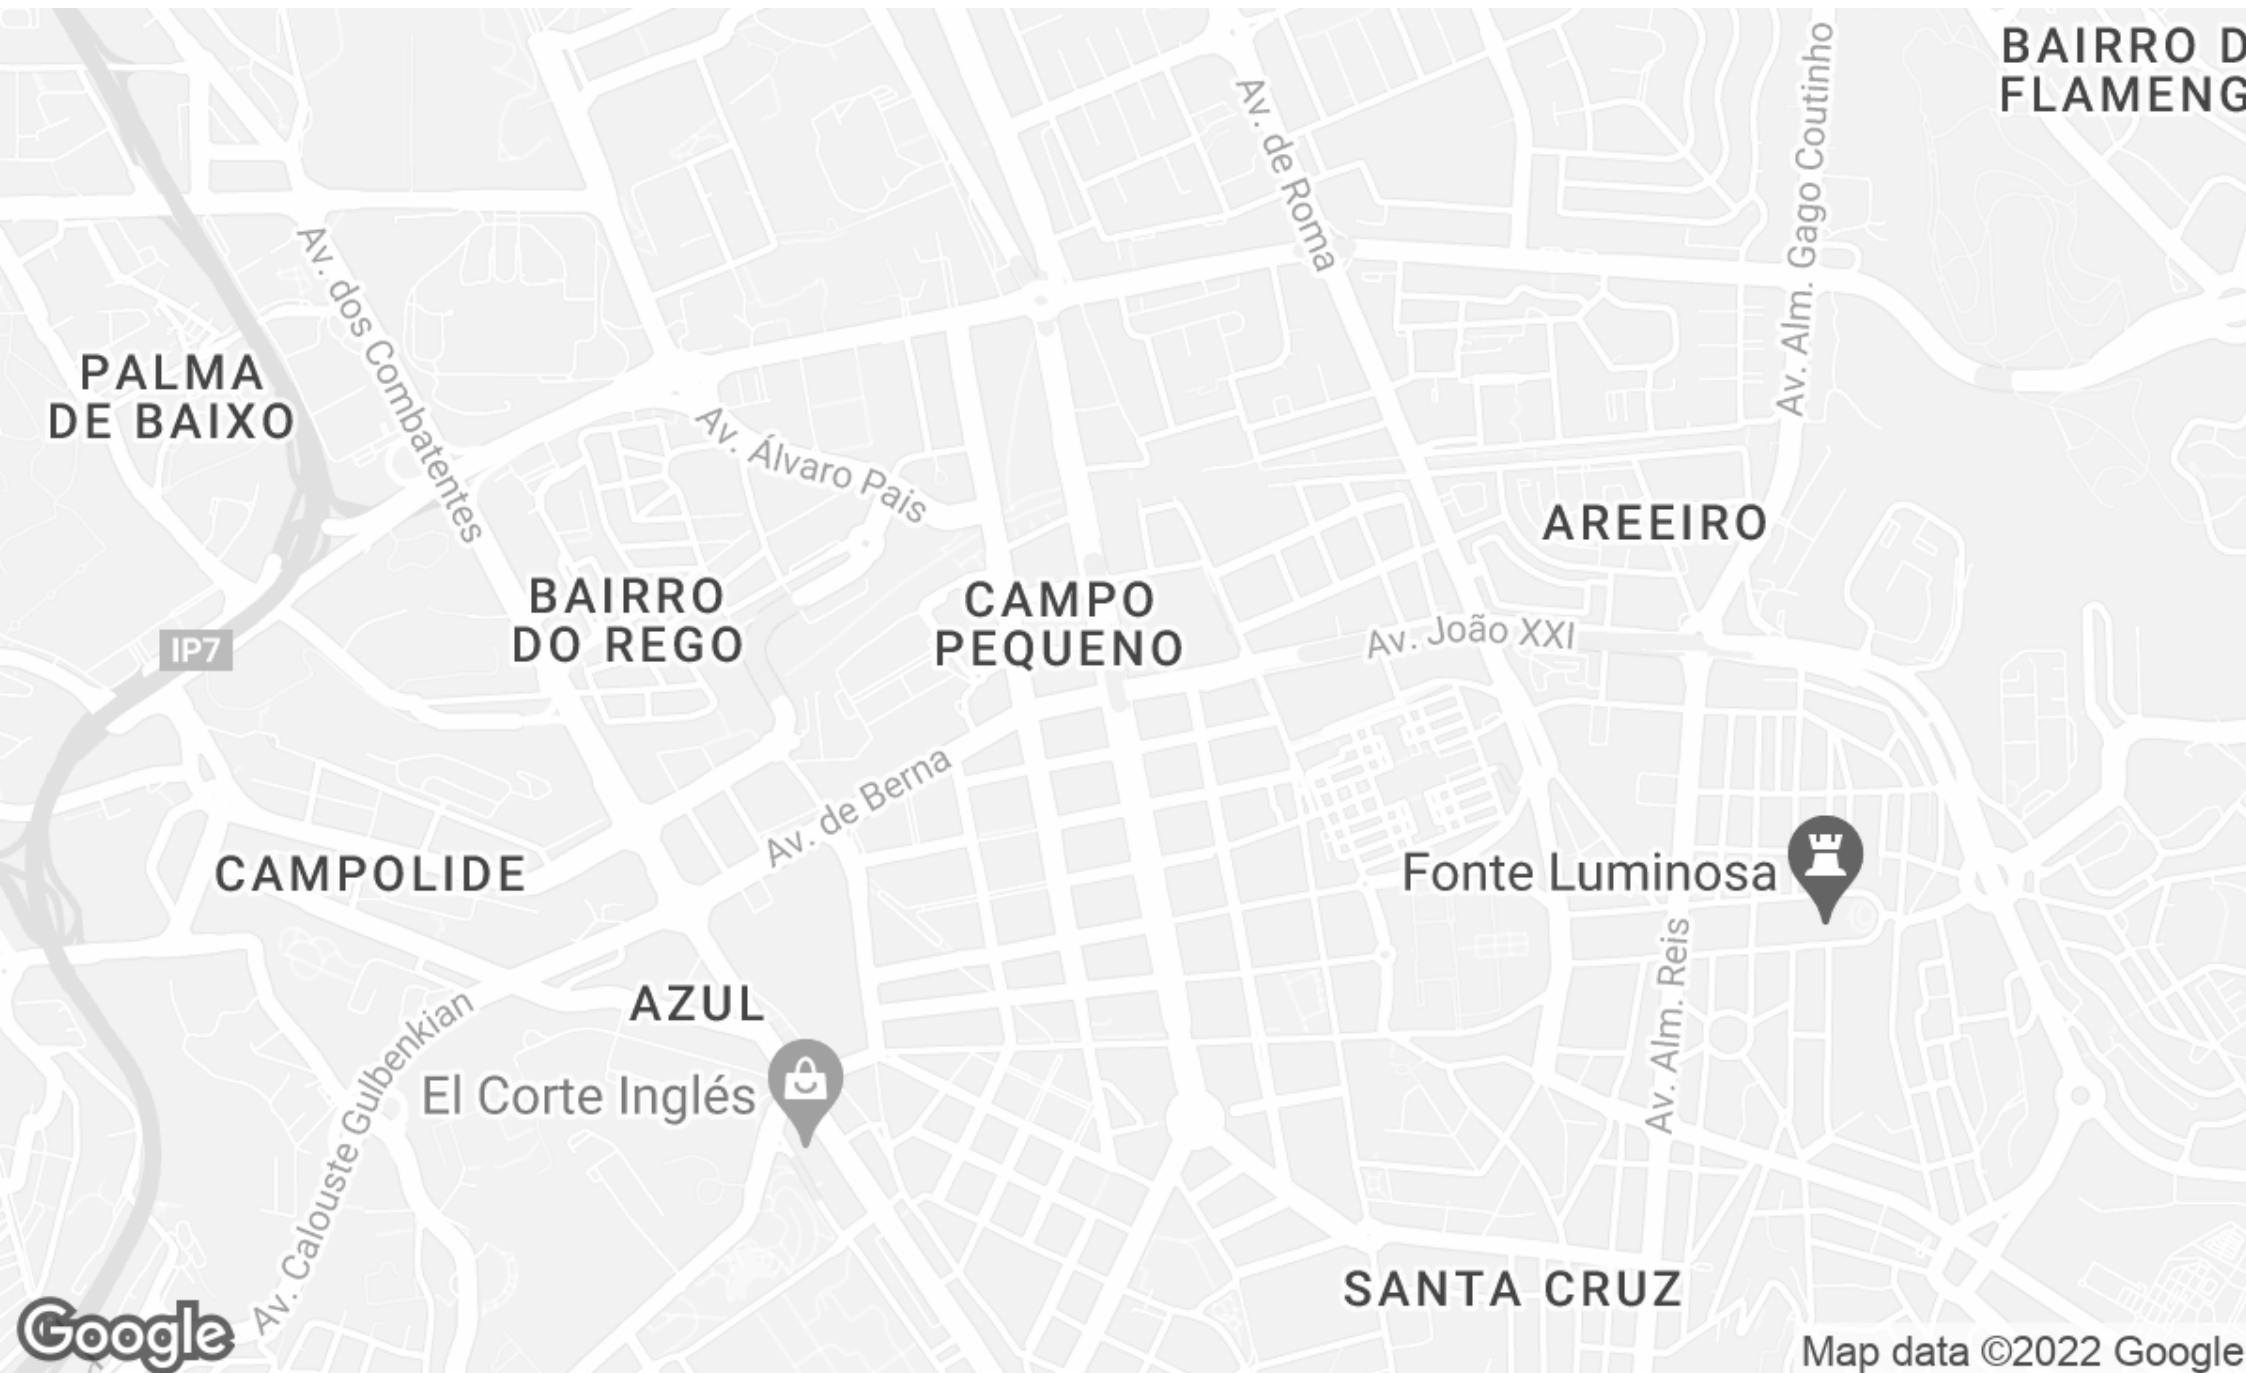 BAIRRO D
FLAMENG
Av. Alm. Gago Coutinho
Av. de Roma
Av. dos Combatentes
PALMA
DE BAIXO
Av. Álvaro Pais
AREEIRO
BAIRRO
DO REGO
CAMPO
PEQUENO
Av. João XXI
IP7
Av. de Berna
CAMPOLIDE
Fonte Luminosa
Av. Alm. Reis
AZUL
El Corte Inglés
Av. Calouste Gulbenkian
SANTA CRUZ
Google
Map data ©2022 Google